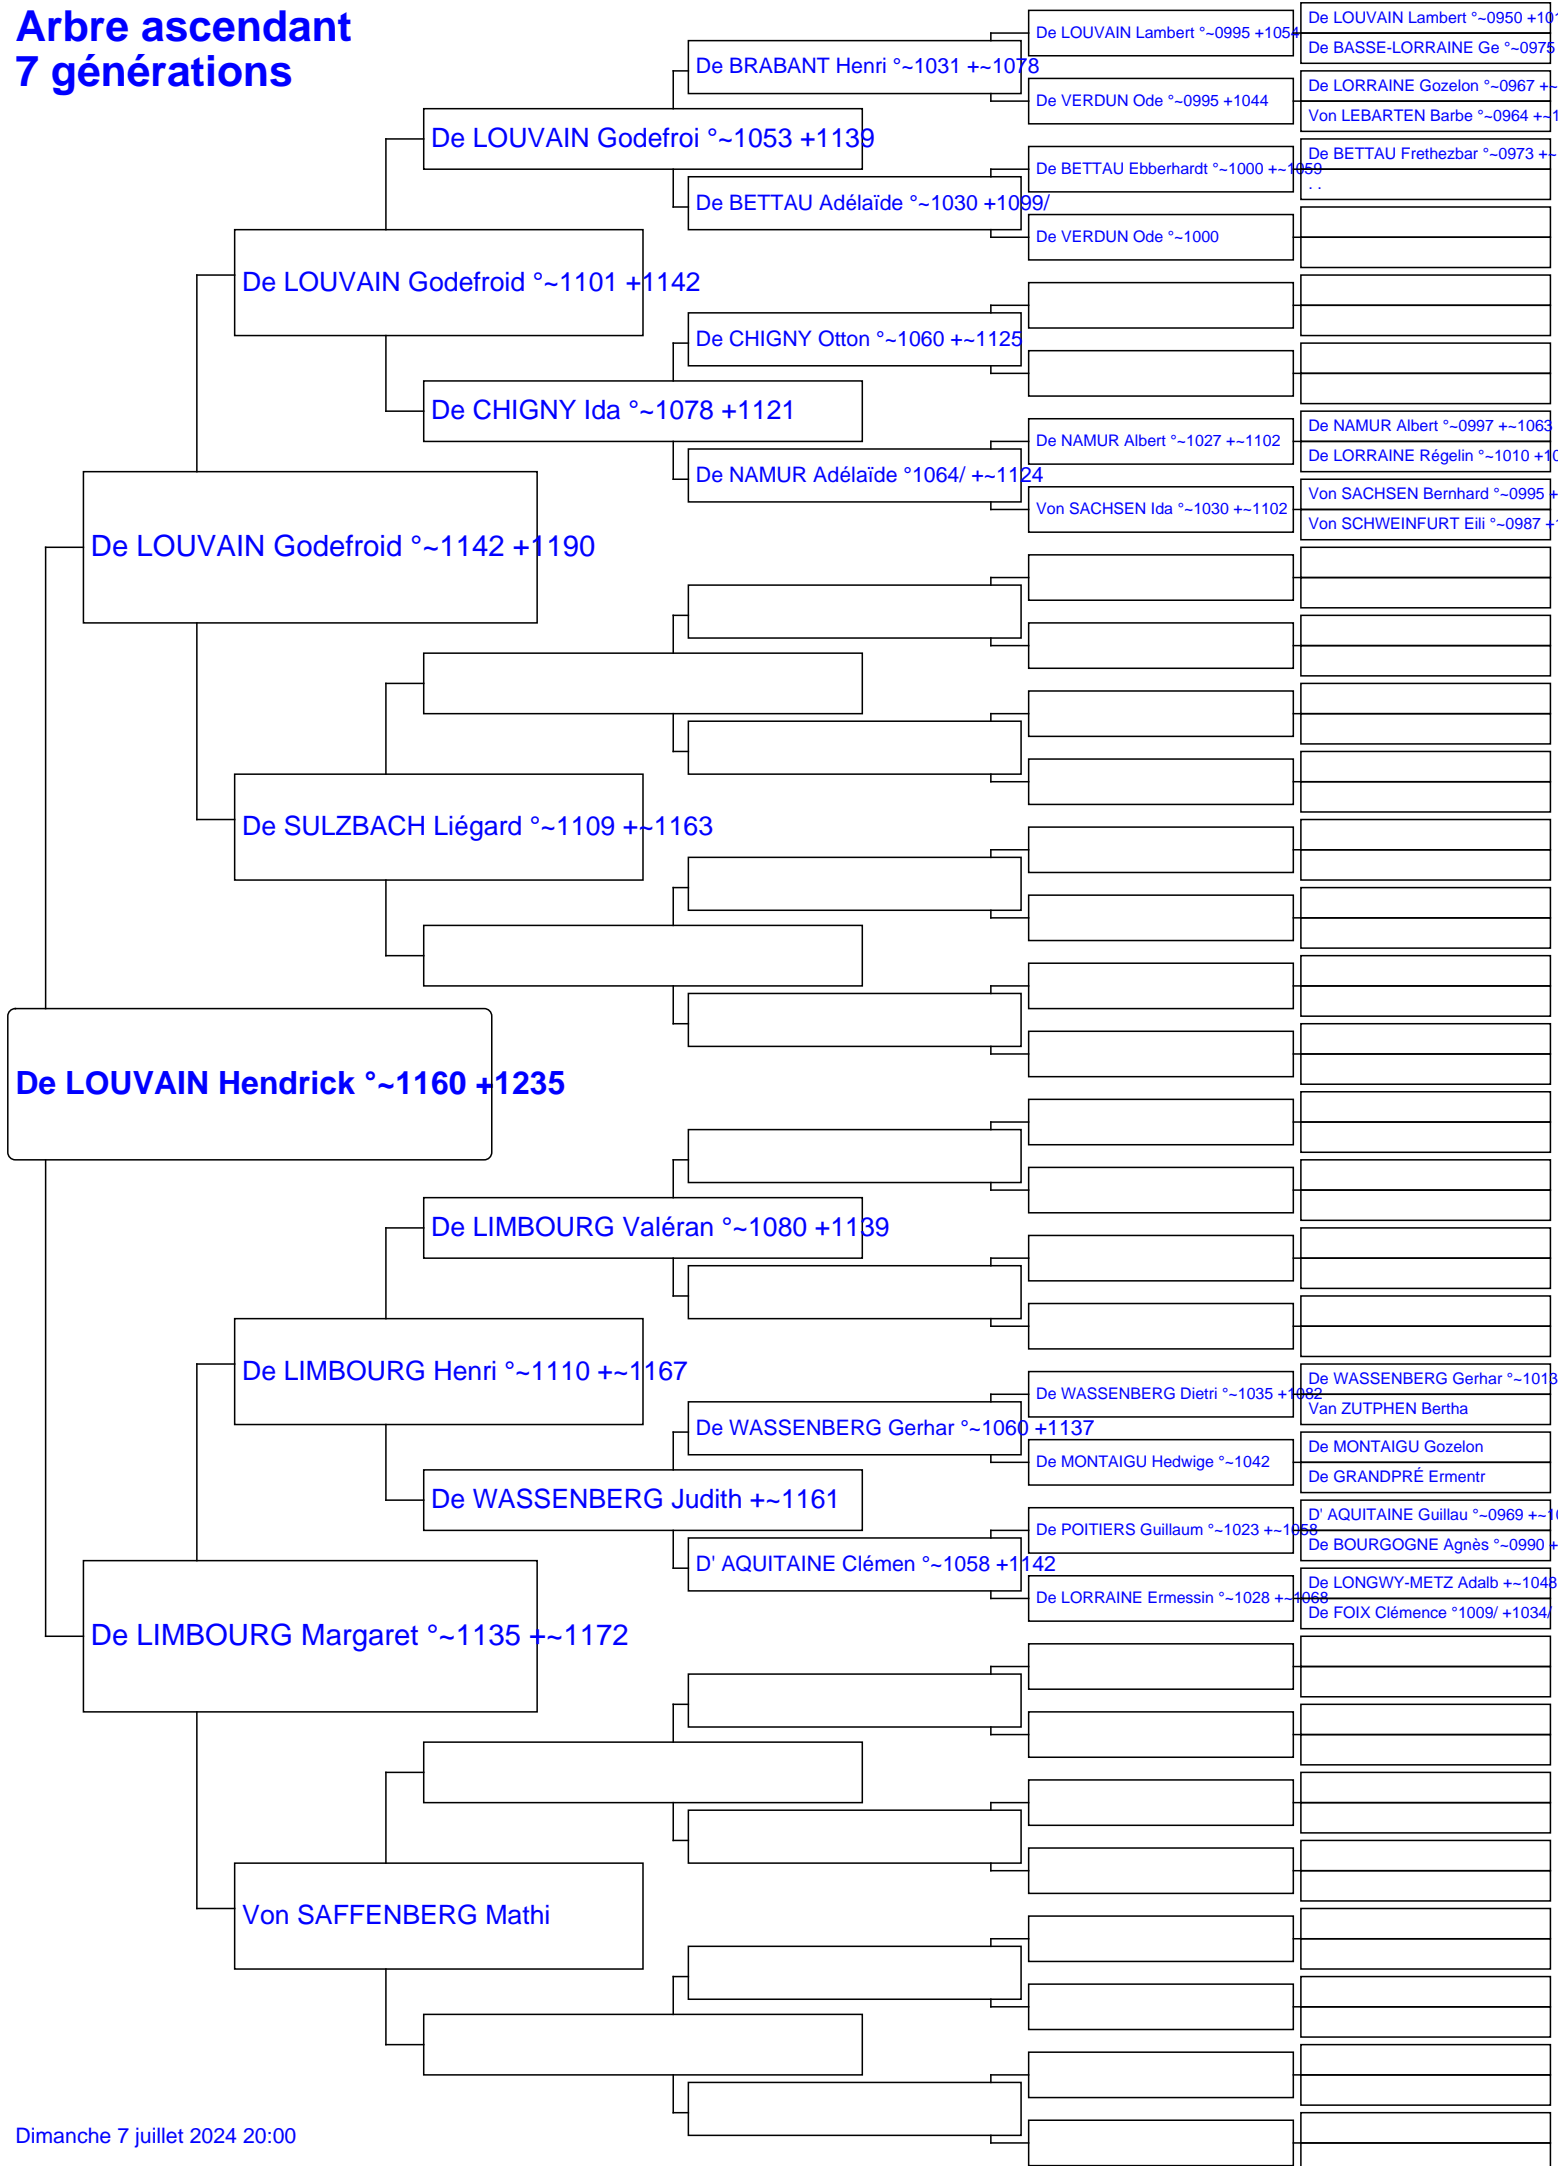 Arbre ascendant
7 générations
De LOUVAIN Hendrick °~1160 +1235
De LOUVAIN Godefroid °~1142 +1190
De LIMBOURG Margaret °~1135 +~1172
De LOUVAIN Godefroid °~1101 +1142
De SULZBACH Liégard °~1109 +~1163
De LIMBOURG Henri °~1110 +~1167
Von SAFFENBERG Mathi
De LOUVAIN Godefroi °~1053 +1139
De CHIGNY Ida °~1078 +1121
De LIMBOURG Valéran °~1080 +1139
De WASSENBERG Judith +~1161
De BRABANT Henri °~1031 +~1078
De BETTAU Adélaïde °~1030 +1099/
De CHIGNY Otton °~1060 +~1125
De NAMUR Adélaïde °1064/ +~1124
De WASSENBERG Gerhar °~1060 +1137
D' AQUITAINE Clémen °~1058 +1142
De LOUVAIN Lambert °~0995 +1054
De VERDUN Ode °~0995 +1044
De BETTAU Ebberhardt °~1000 +~1059
De VERDUN Ode °~1000
De NAMUR Albert °~1027 +~1102
Von SACHSEN Ida °~1030 +~1102
De WASSENBERG Dietri °~1035 +1082
De MONTAIGU Hedwige °~1042
De POITIERS Guillaum °~1023 +~1058
De LORRAINE Ermessin °~1028 +~1068
De LOUVAIN Lambert °~0950 +101
De BASSE-LORRAINE Ge °~0975
De LORRAINE Gozelon °~0967 +~
Von LEBARTEN Barbe °~0964 +~1
De BETTAU Frethezbar °~0973 +~
. .
De NAMUR Albert °~0997 +~1063
De LORRAINE Régelin °~1010 +10
Von SACHSEN Bernhard °~0995 +
Von SCHWEINFURT Eili °~0987 +1
De WASSENBERG Gerhar °~1013
Van ZUTPHEN Bertha
De MONTAIGU Gozelon
De GRANDPRÉ Ermentr
D' AQUITAINE Guillau °~0969 +~10
De BOURGOGNE Agnès °~0990 +
De LONGWY-METZ Adalb +~1048
De FOIX Clémence °1009/ +1034/
Dimanche 7 juillet 2024 20:00